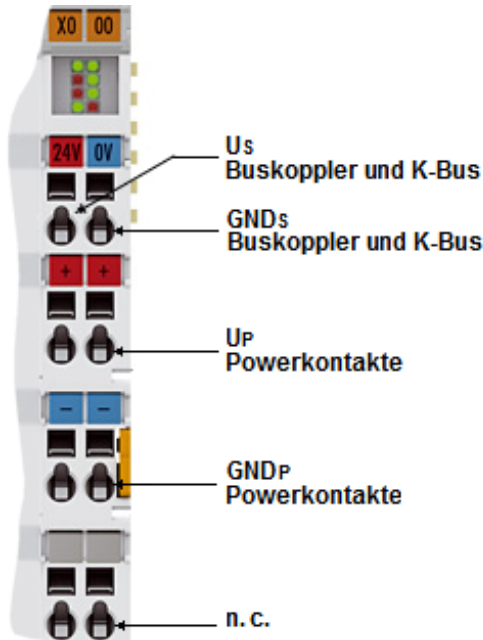 X0 00
24V 0V
Us
Buskoppler und K-Bus
GNDs
Buskoppler und K-Bus
+ +
UP
Powerkontakte
− −
GNDP
Powerkontakte
n. c.